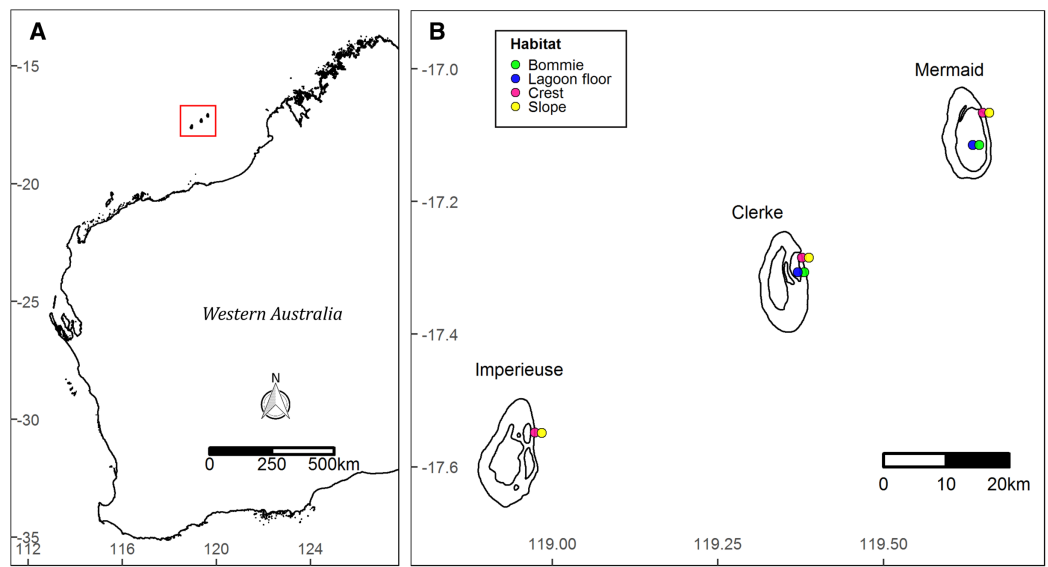 A
-15
-20
-25
-30
-35
Western Australia
N
0 250 500km
112 116 120 124
B
Habitat
Bommie
Lagoon floor
Crest
Slope
Mermaid
Clerke
Imperieuse
-17.0
-17.2
-17.4
-17.6
0 10 20km
119.00 119.25 119.50